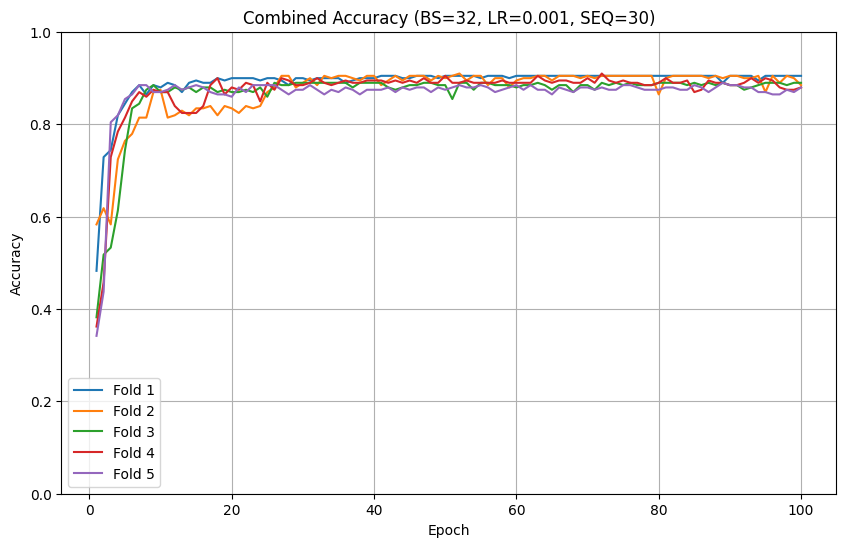 Combined Accuracy (BS=32, LR=0.001, SEQ=30)
1.0
0.8
0.6
0.4
0.2
0.0
Accuracy
Fold 1
Fold 2
Fold 3
Fold 4
Fold 5
0 20 40 60 80 100
Epoch